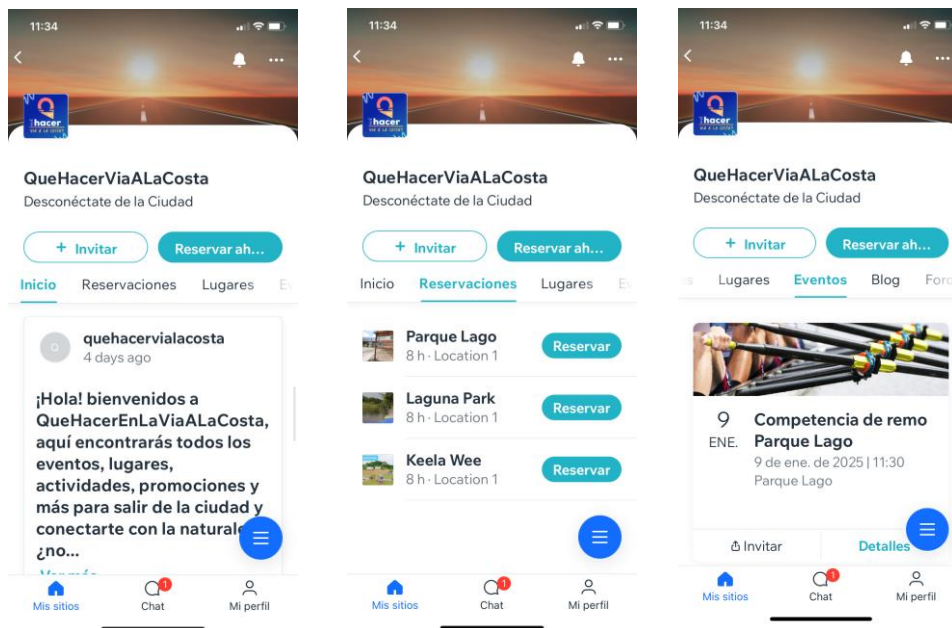 11:34
hacer
QueHacerViaALaCosta
Desconéctate de la Ciudad
+ Invitar
Reservar ah...
Inicio Reservaciones Lugares Ev
Q
quehacervialacosta
4 days ago
¡Hola! bienvenidos a
QueHacerEnLaViaALaCosta,
aquí encontrarás todos los
eventos, lugares,
actividades, promociones y
más para salir de la ciudad y
conectarte con la naturale
¿no...
Ver más
1
Mis sitios Chat Mi perfil
11:34
hacer
QueHacerViaALaCosta
Desconéctate de la Ciudad
+ Invitar
Reservar ah...
Inicio Reservaciones Lugares E
Parque Lago
8 h · Location 1
Reservar
Laguna Park
8 h · Location 1
Reservar
Keela Wee
8 h · Location 1
Reservar
1
Mis sitios Chat Mi perfil
11:34
hacer
QueHacerViaALaCosta
Desconéctate de la Ciudad
+ Invitar
Reservar ah...
es Lugares Eventos Blog Foro
9
ENE.
Competencia de remo
Parque Lago
9 de ene. de 2025 | 11:30
Parque Lago
Invitar
Detalles
1
Mis sitios Chat Mi perfil